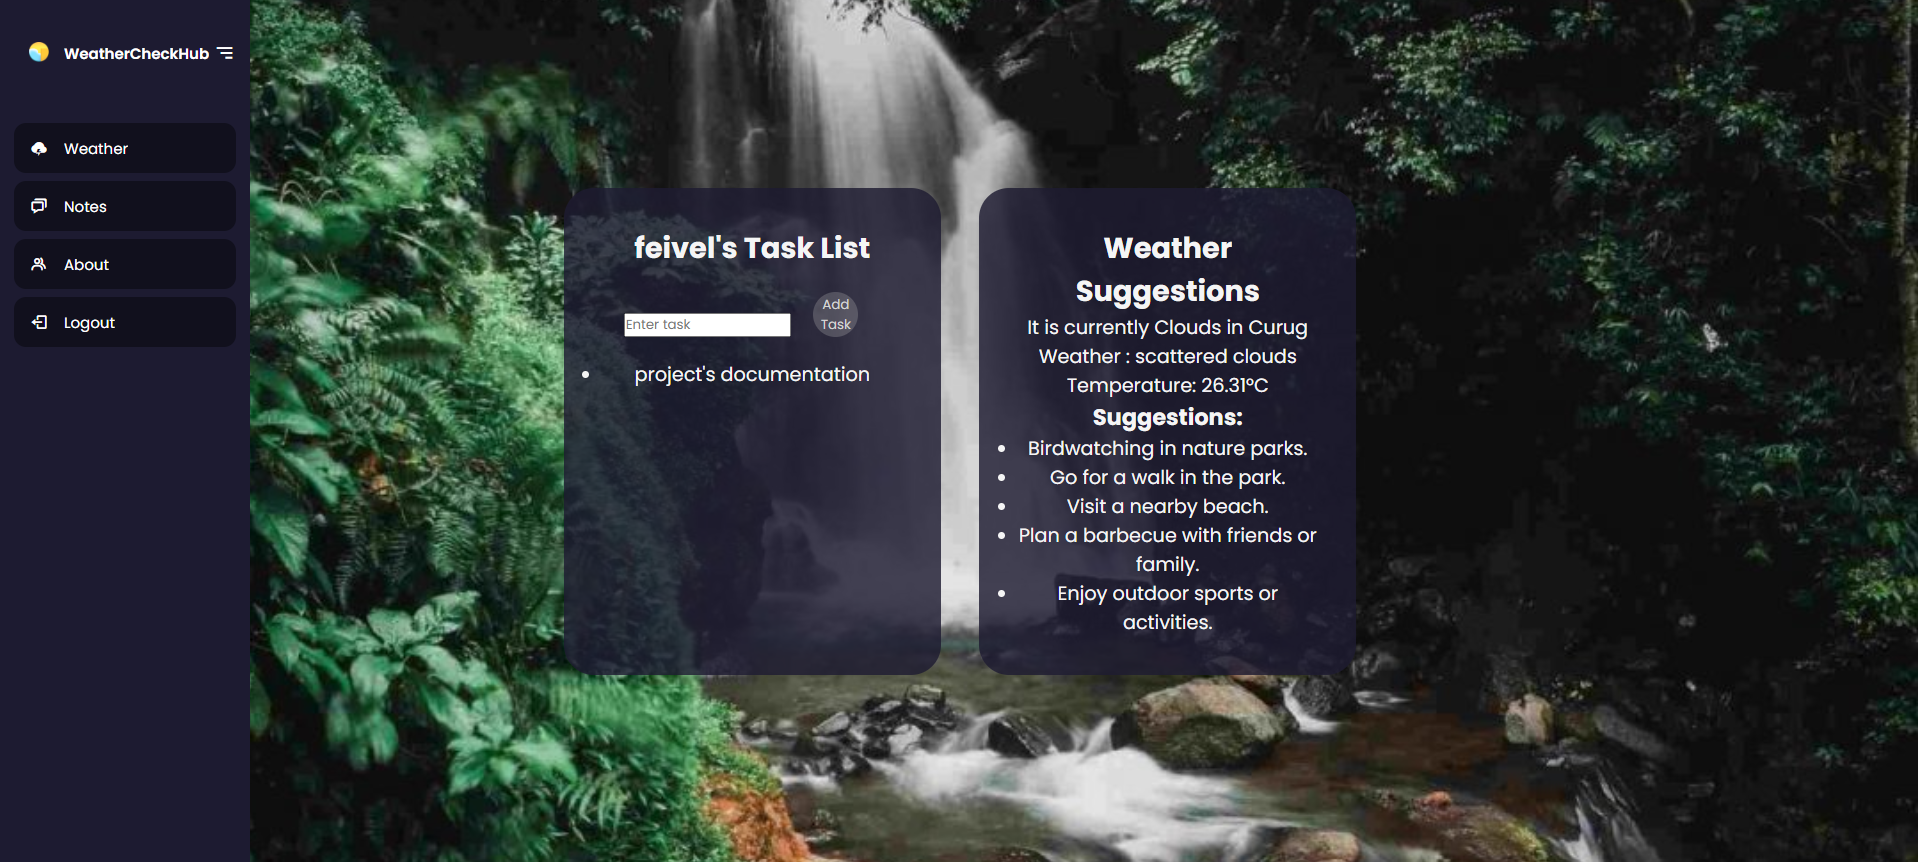 WeatherCheckHub
Weather
Notes
About
Logout
feivel's Task List
Enter task
Add
Task
project's documentation
Weather
Suggestions
It is currently Clouds in Curug
Weather : scattered clouds
Temperature: 26.31°C
Suggestions:
Birdwatching in nature parks.
Go for a walk in the park.
Visit a nearby beach.
Plan a barbecue with friends or
family.
Enjoy outdoor sports or
activities.